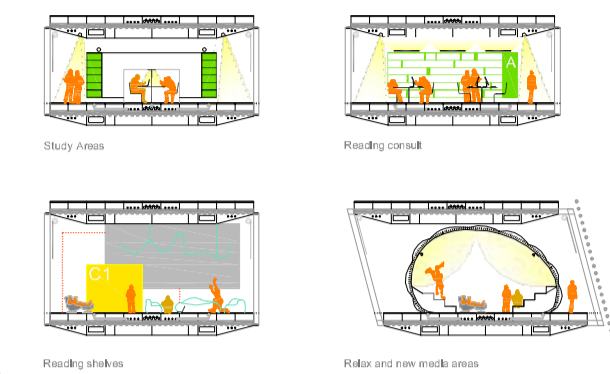 A
Study Areas
Reading consult
C1
Reading shelves
Relax and new media areas